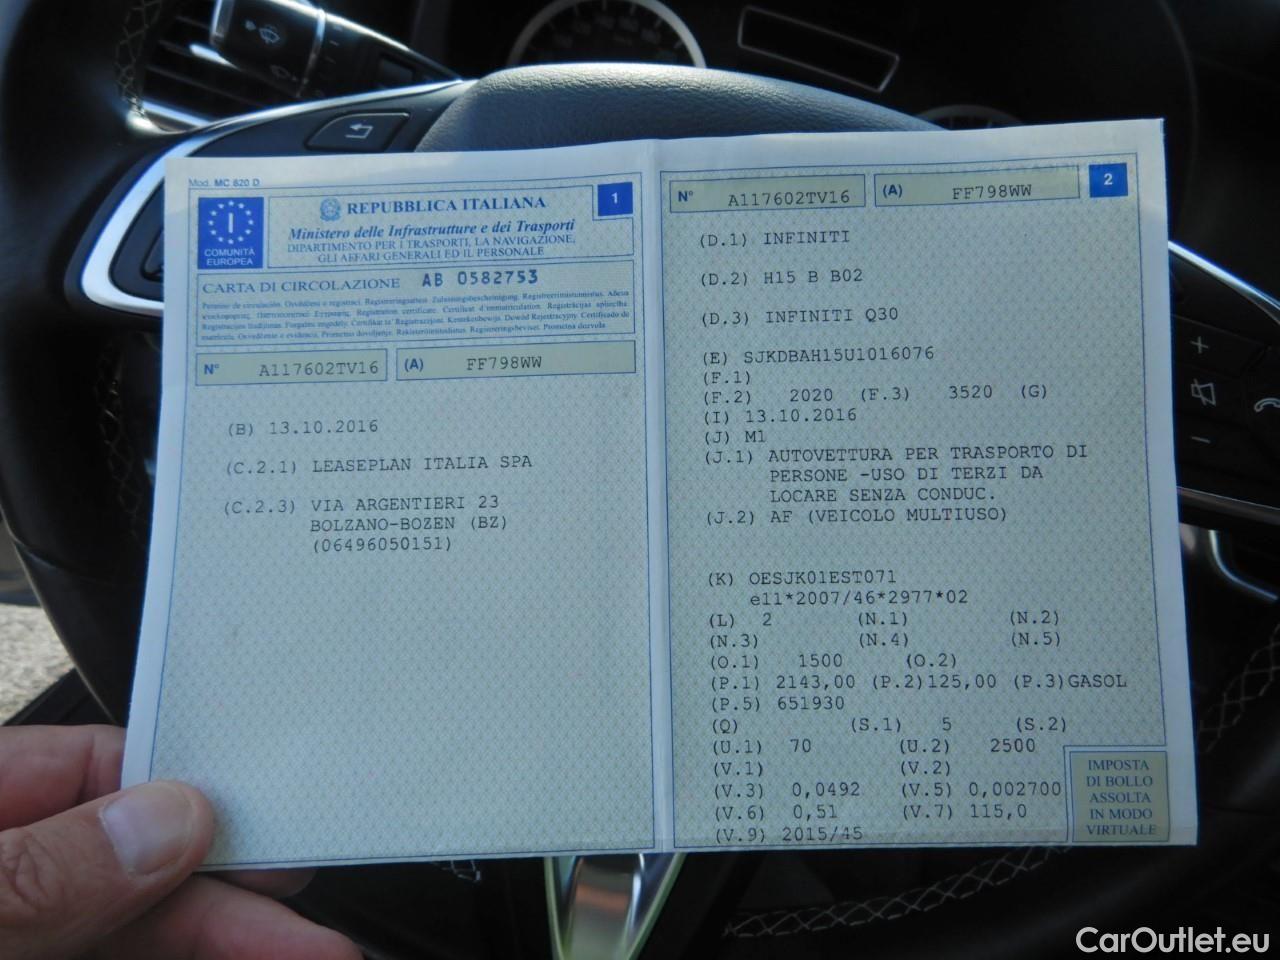 Mod. MC 820 D
I
COMUNITÀ
EUROPEA
REPUBBLICA ITALIANA
1
Ministero delle Infrastrutture e dei Trasporti
DIPARTIMENTO PER I TRASPORTI, LA NAVIGAZIONE,
GLI AFFARI GENERALI ED IL PERSONALE
CARTA DI CIRCOLAZIONE AB 0582753
N° A117602TV16 (A) FF798WW
(B) 13.10.2016
(C.2.1) LEASEPLAN ITALIA SPA
(C.2.3) VIA ARGENTIERI 23
BOLZANO-BOZEN (BZ)
(06496050151)
N° A117602TV16 (A) FF798WW 2
(D.1) INFINITI
(D.2) H15 B B02
(D.3) INFINITI Q30
(E) SJKDBAH15U1016076
(F.1)
(F.2) 2020 (F.3) 3520 (G)
(I) 13.10.2016
(J) M1
(J.1) AUTOVETTURA PER TRASPORTO DI
PERSONE -USO DI TERZI DA
LOCARE SENZA CONDUC.
(J.2) AF (VEICOLO MULTIUSO)
(K) OESJK01EST071
e11*2007/46*2977*02
(L) 2 (N.1) (N.2)
(N.3) (N.4) (N.5)
(O.1) 1500 (O.2)
(P.1) 2143,00 (P.2)125,00 (P.3)GASOL
(P.5) 651930
(Q) (S.1) 5 (S.2)
(U.1) 70 (U.2) 2500
(V.1) (V.2)
(V.3) 0,0492 (V.5) 0,002700
(V.6) 0,51 (V.7) 115,0
(V.9) 2015/45
IMPOSTA
DI BOLLO
ASSOLTA
IN MODO
VIRTUALE
CarOutlet.eu